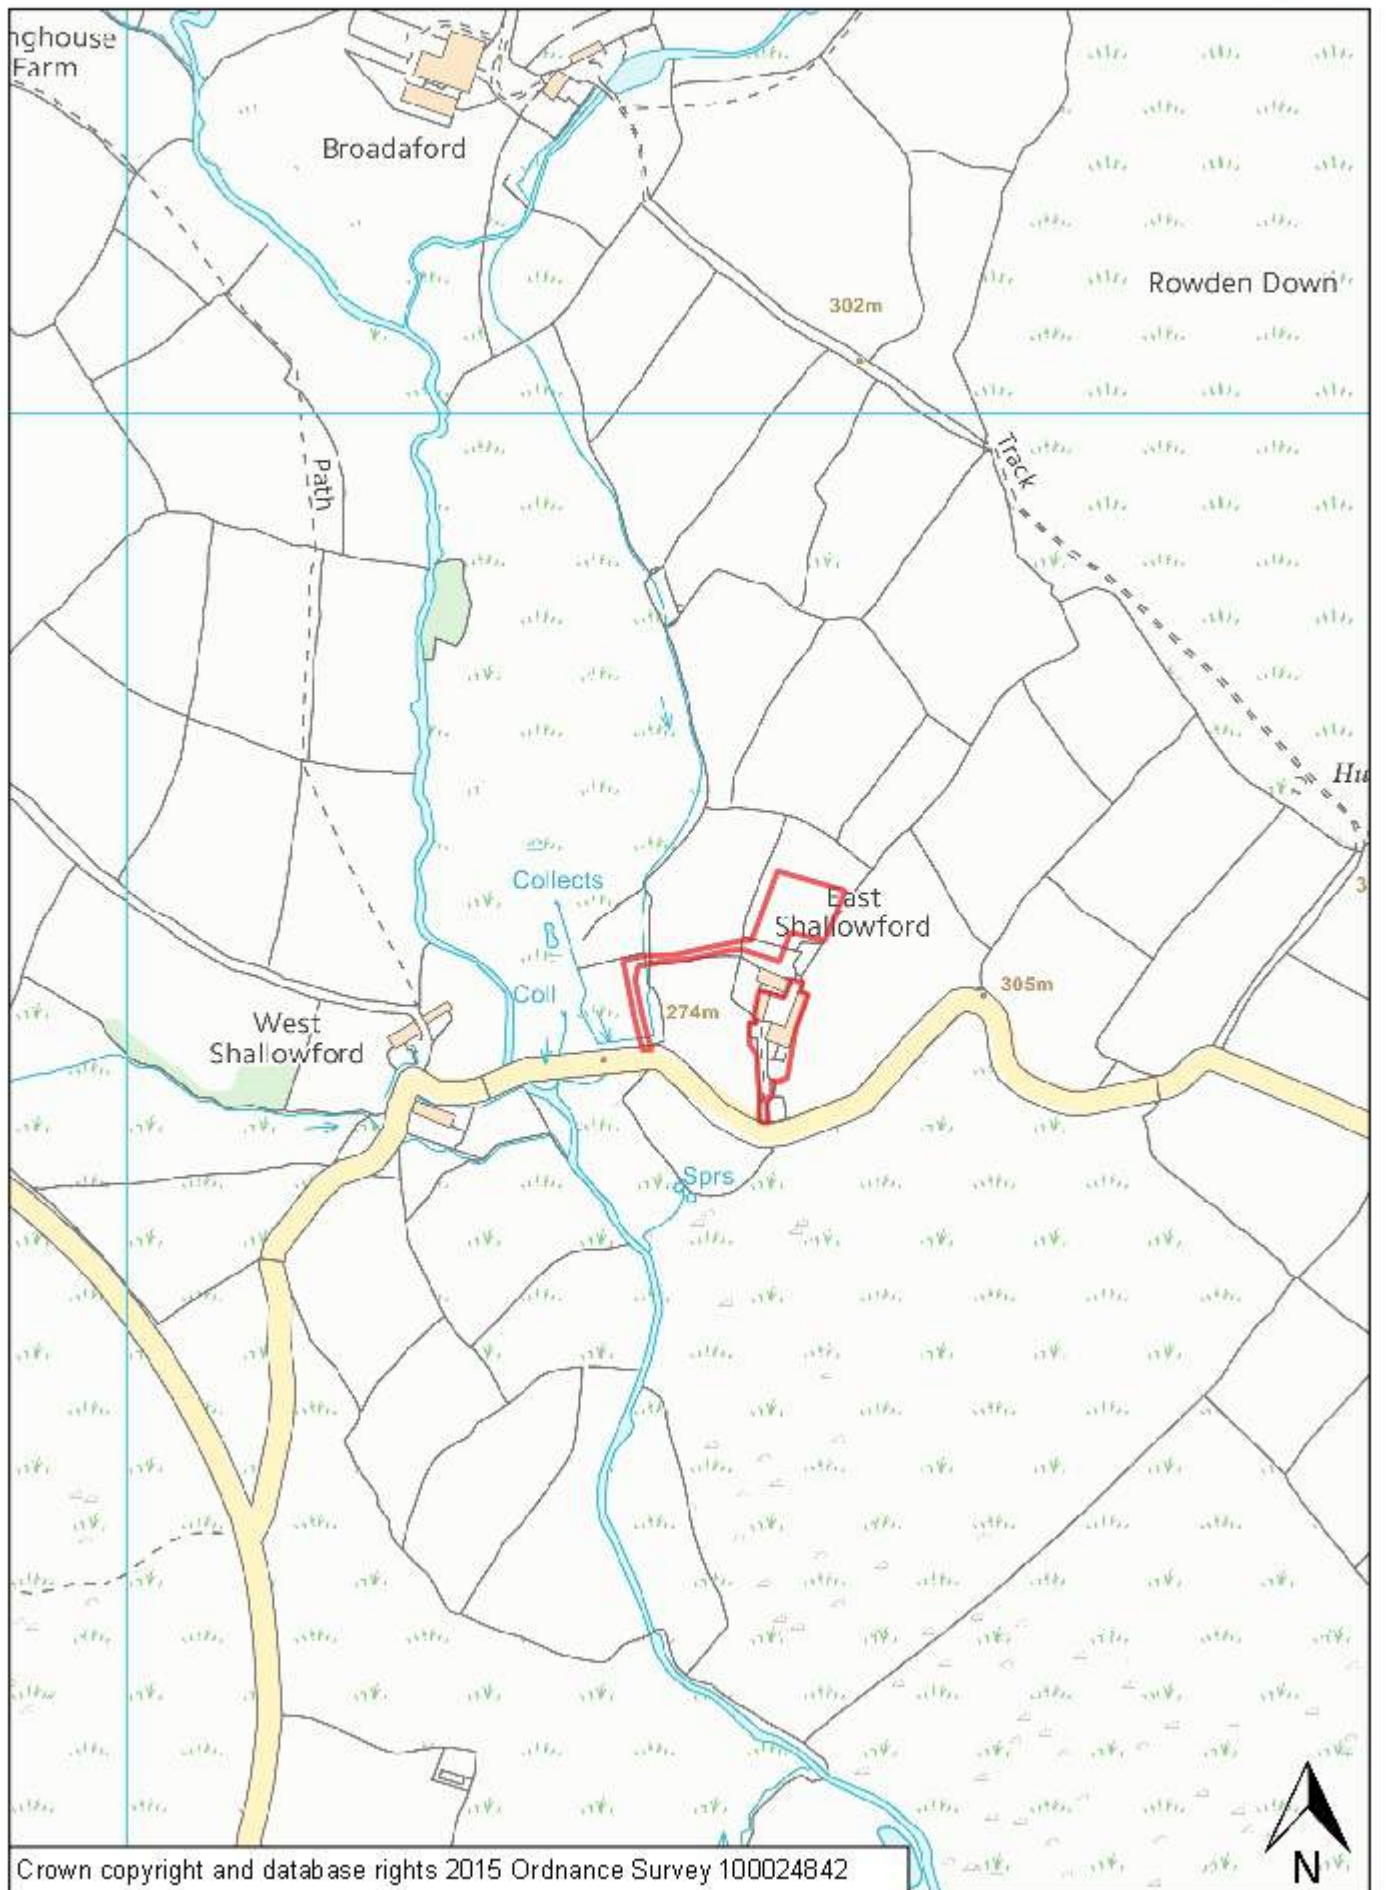 nghouse
Farm
Broadaford
Rowden Down
302m
Track
Path
Hu
Collects
East
Shallowford
Coll
305m
274m
West
Shallowford
Sprs
N
Crown copyright and database rights 2015 Ordnance Survey 100024842